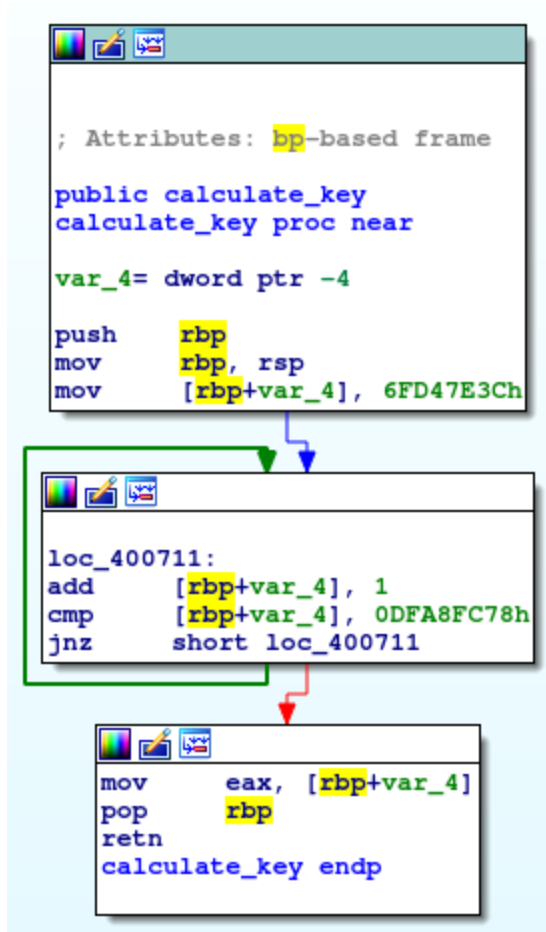 ; Attributes: bp-based frame
public calculate_key
calculate_key proc near
var_4= dword ptr -4
push rbp
mov rbp, rsp
mov [rbp+var_4], 6FD47E3Ch
loc_400711:
add [rbp+var_4], 1
cmp [rbp+var_4], 0DFA8FC78h
jnz short loc_400711
mov eax, [rbp+var_4]
pop rbp
retn
calculate_key endp